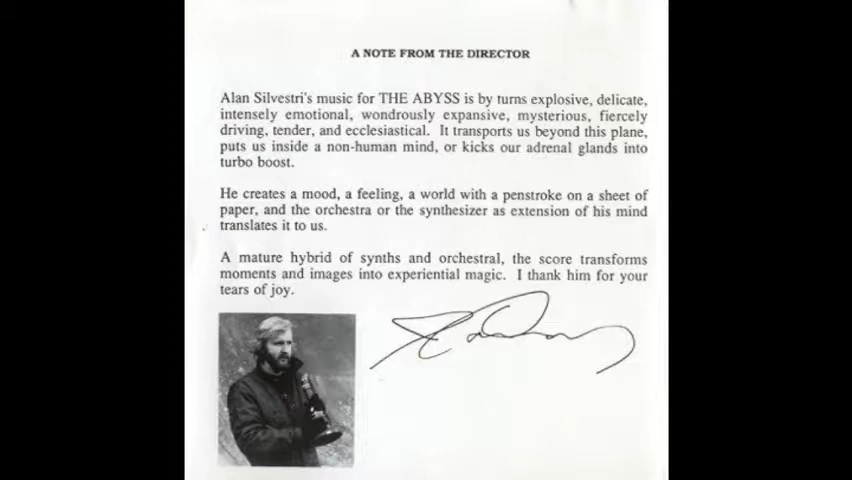 A NOTE FROM THE DIRECTOR
Alan Silvestri's music for THE ABYSS is by turns explosive, delicate,
intensely emotional, wondrously expansive, mysterious, fiercely
driving, tender, and ecclesiastical. It transports us beyond this plane,
puts us inside a non-human mind, or kicks our adrenal glands into
turbo boost.
He creates a mood, a feeling, a world with a penstroke on a sheet of
paper, and the orchestra or the synthesizer as extension of his mind
translates it to us.
A mature hybrid of synths and orchestral, the score transforms
moments and images into experiential magic. I thank him for your
tears of joy.